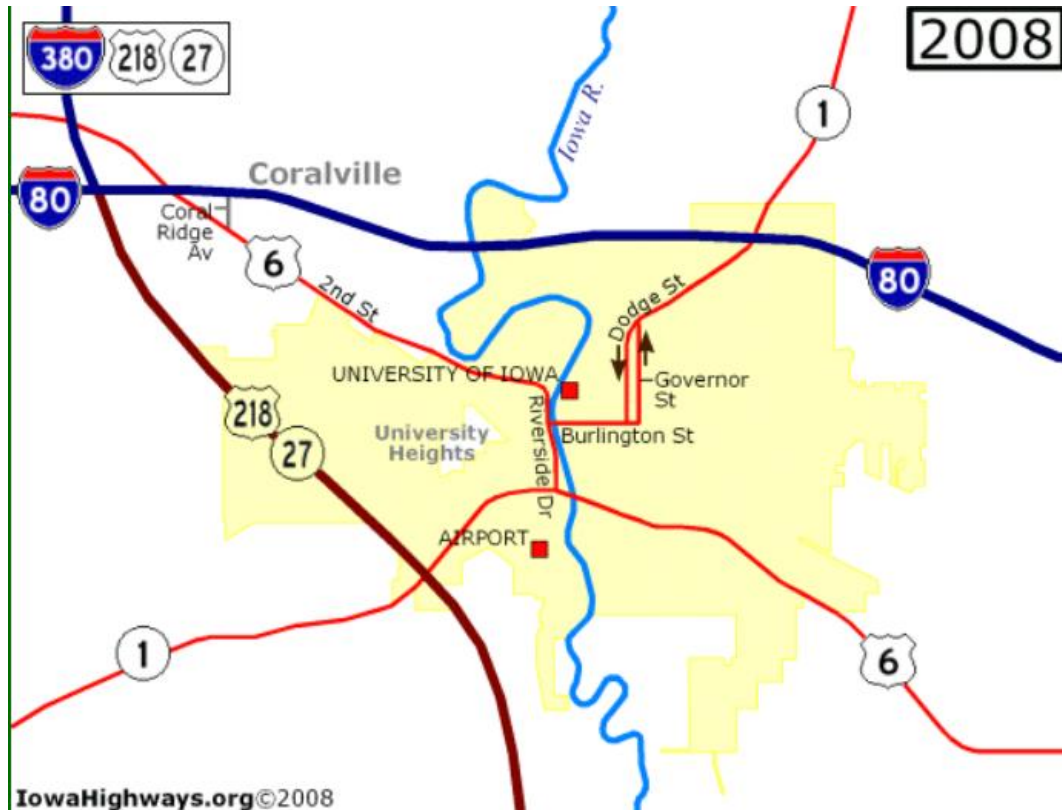 380 218 27
2008
Iowa R.
1
Coralville
80
Coral
Ridge
Av
6
2nd St
80
Dodge St
UNIVERSITY OF IOWA
Governor
St
218
University
Heights
Riverside Dr
Burlington St
27
AIRPORT
1
6
IowaHighways.org©2008